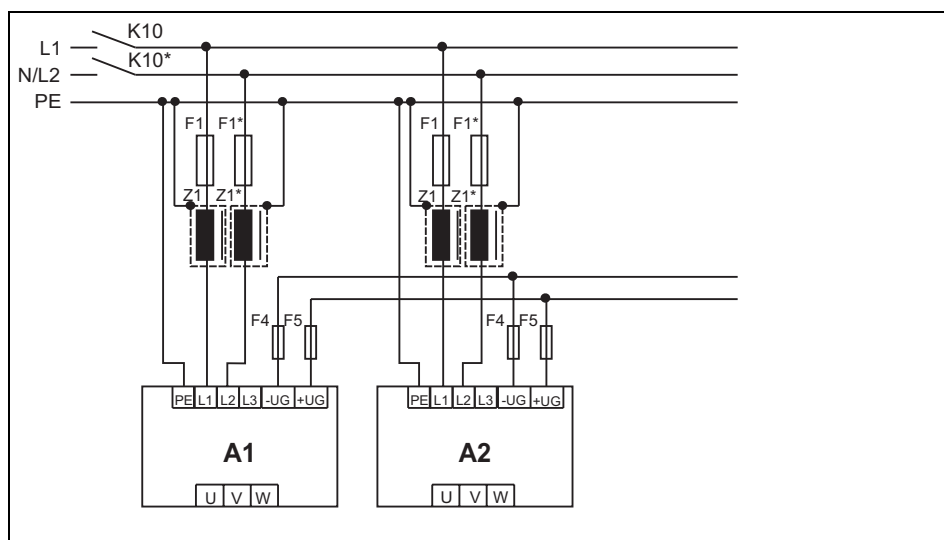 K10
L1
K10*
N/L2
PE
F1 F1* F1 F1*
Z1 Z1* Z1 Z1*
F4 F5 F4 F5
PE L1 L2 L3 -UG +UG PE L1 L2 L3 -UG +UG
A1 A2
U V W U V W